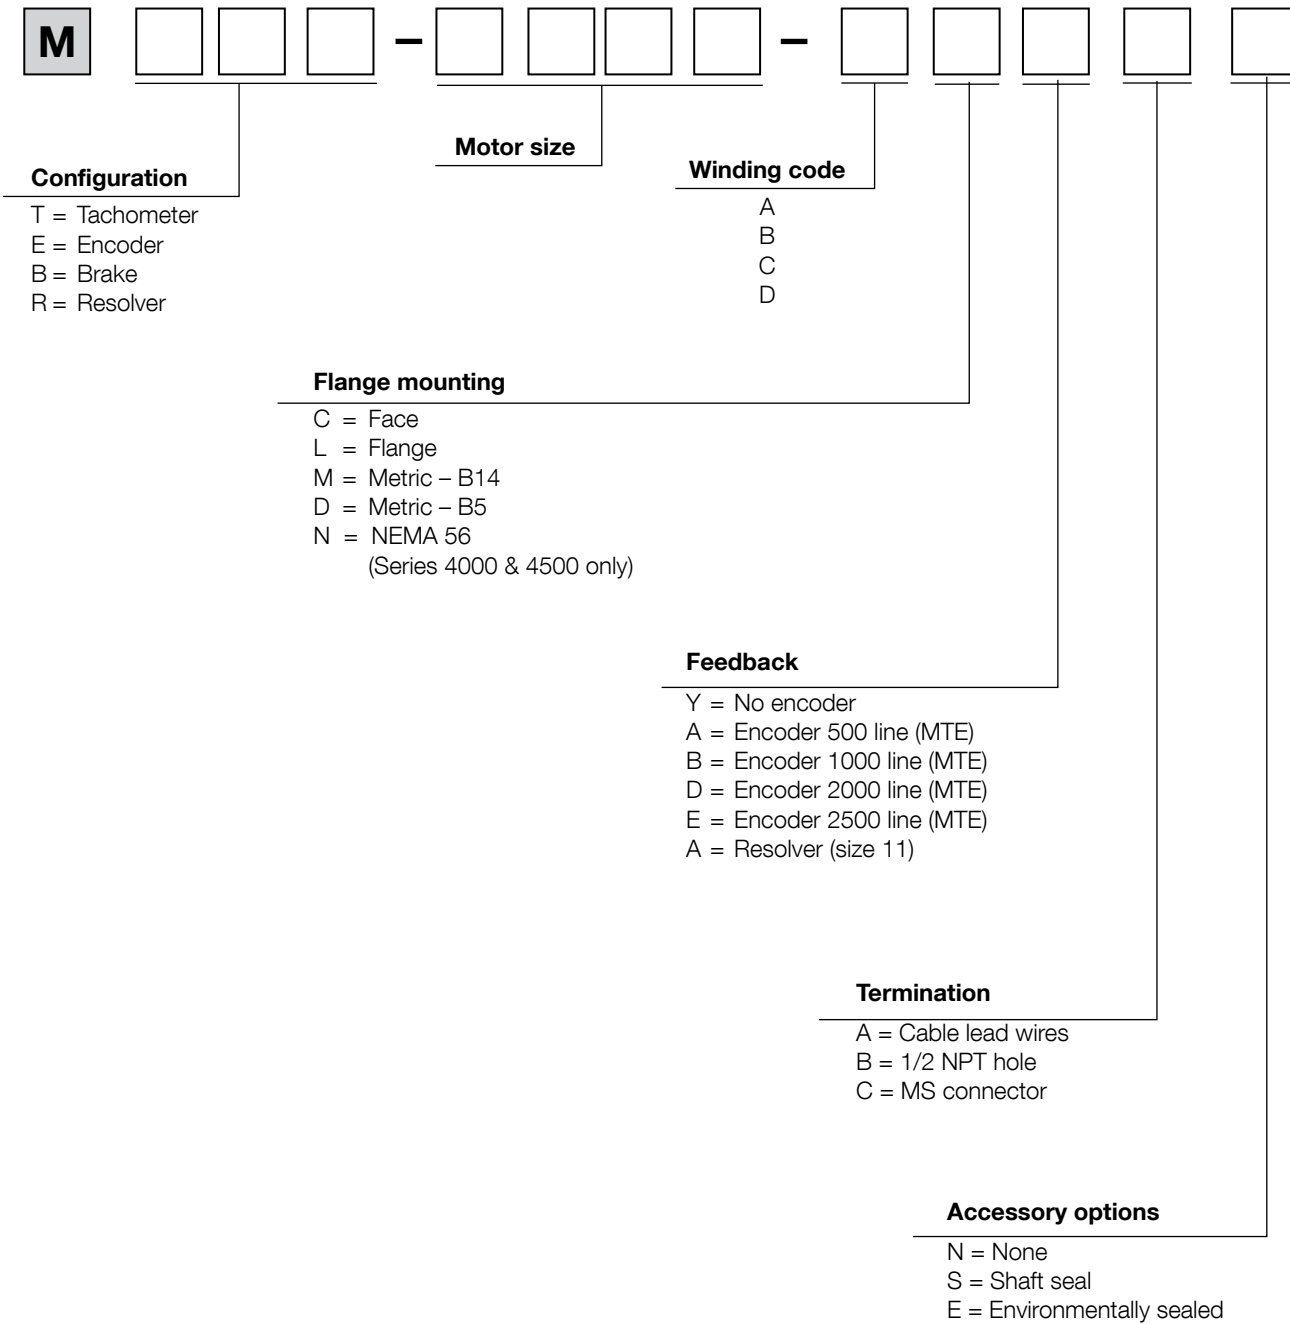 M – –
Motor size
Winding code
A
B
C
D
Configuration
T = Tachometer
E = Encoder
B = Brake
R = Resolver
Flange mounting
C = Face
L = Flange
M = Metric – B14
D = Metric – B5
N = NEMA 56
(Series 4000 & 4500 only)
Feedback
Y = No encoder
A = Encoder 500 line (MTE)
B = Encoder 1000 line (MTE)
D = Encoder 2000 line (MTE)
E = Encoder 2500 line (MTE)
A = Resolver (size 11)
Termination
A = Cable lead wires
B = 1/2 NPT hole
C = MS connector
Accessory options
N = None
S = Shaft seal
E = Environmentally sealed